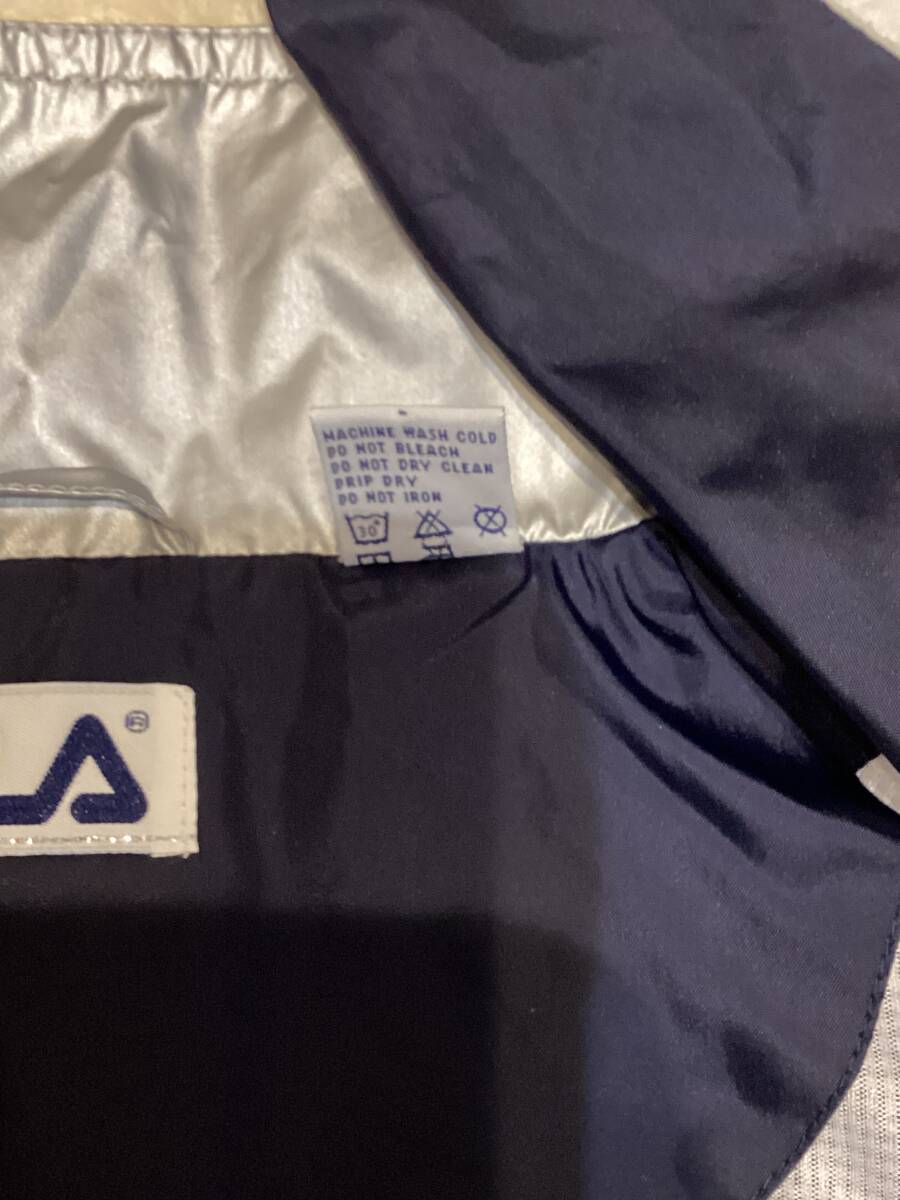 MACHINE WASH COLD
DO NOT BLEACH
DO NOT DRY CLEAN
DRIP DRY
DO NOT IRON
30°
LA®